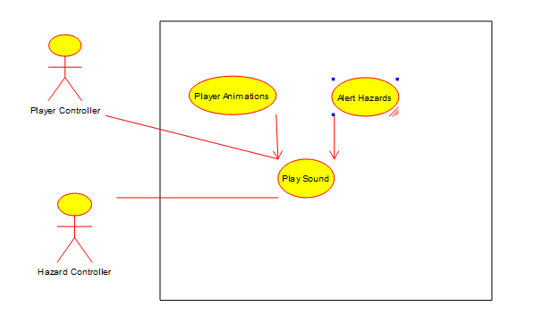 Player Controller
Player Animations
Alert Hazards
Play Sound
Hazard Controller